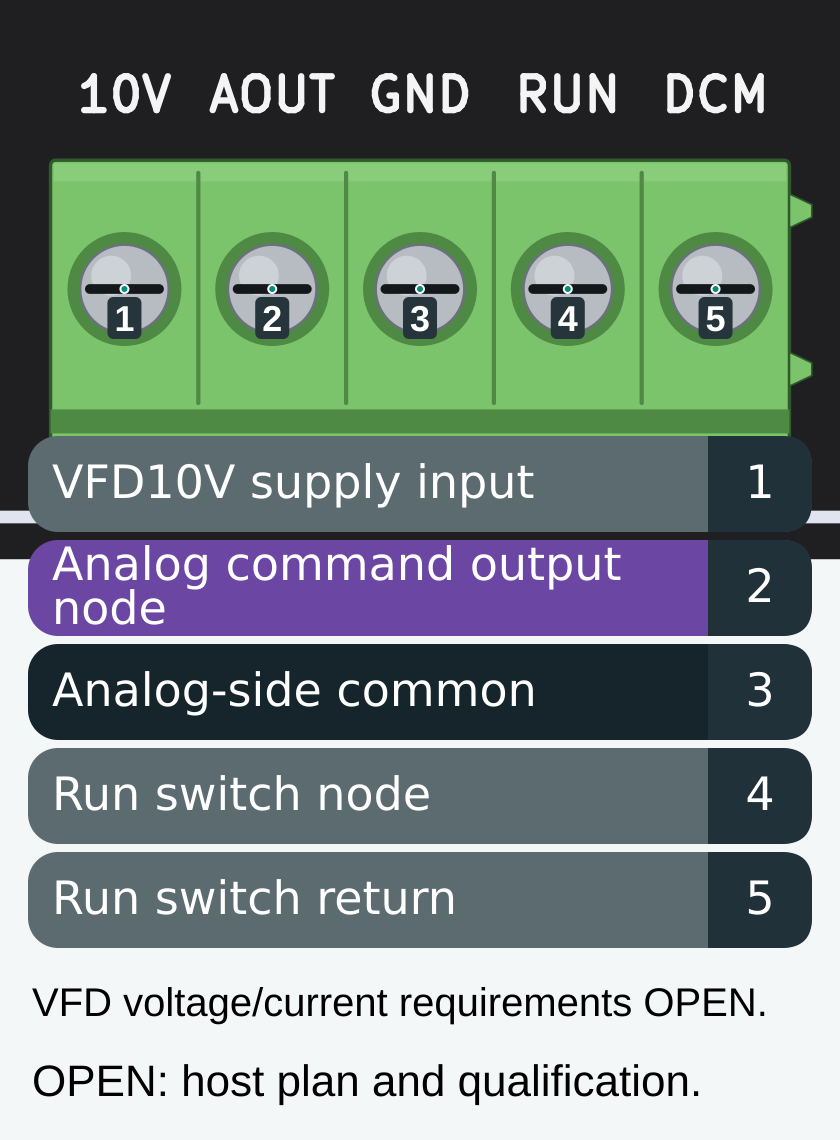 10V AOUT GND RUN DCM
1 2 3 4 5
VFD10V supply input 1
Analog command output
node 2
Analog-side common 3
Run switch node 4
Run switch return 5
VFD voltage/current requirements OPEN.
OPEN: host plan and qualification.